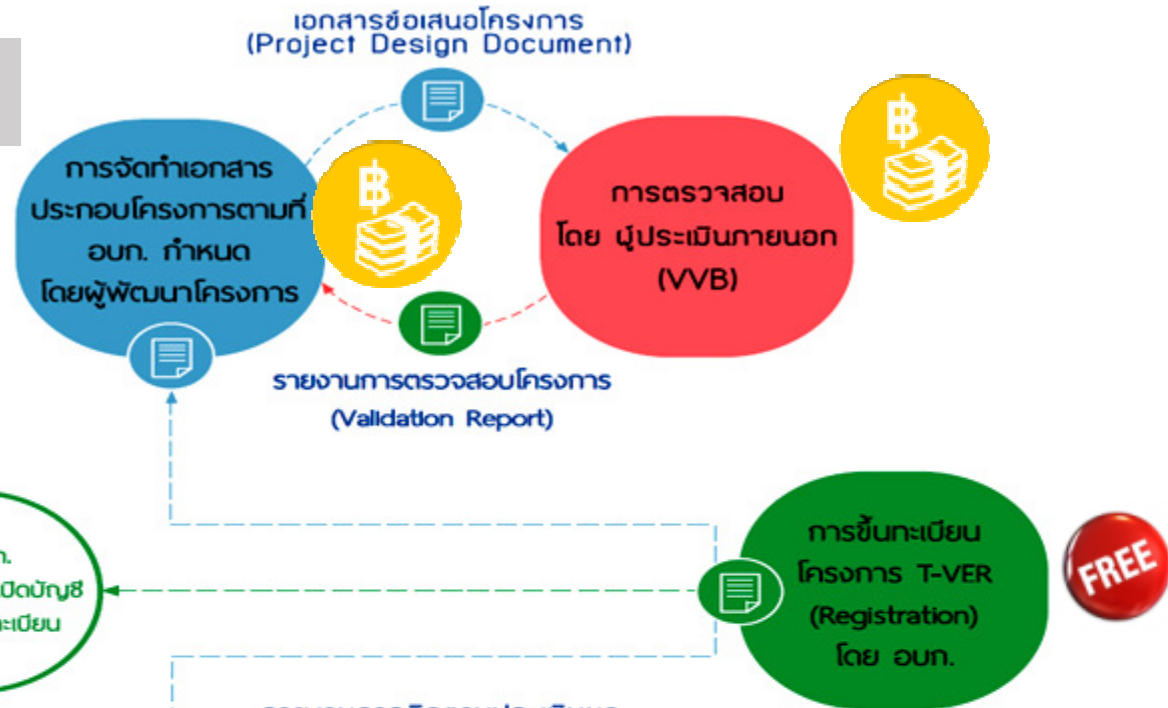 เอกสารข้อเสนอโครงการ
(Project Design Document)
การจัดทำเอกสาร
ประกอบโครงการตามที่
อบก. กำหนด
โดยผู้พัฒนาโครงการ
การตรวจสอบ
โดย ผู้ประเมินภายนอก
(VVB)
รายงานการตรวจสอบโครงการ
(Validation Report)
การขึ้นทะเบียน
โครงการ T-VER
(Registration)
โดย อบก.
FREE
เปิดบัญชี